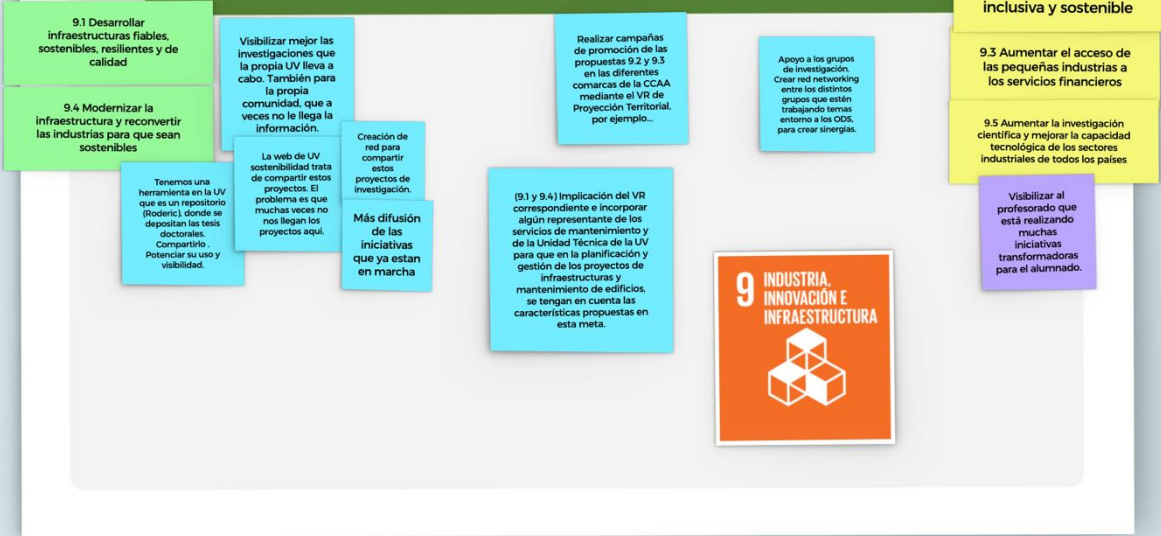 9.1 Desarrollar
infraestructuras fiables,
sostenibles, resilientes y de
calidad
9.4 Modernizar la
infraestructura y reconvertir
las industrias para que sean
sostenibles
Visibilizar mejor las
investigaciones que
la propia UV lleva a
cabo. También para
la propia
comunidad, que a
veces no le llega la
información.
Tenemos una
herramienta en la UV
que es un repositorio
(Roderic), donde se
depositan las tesis
doctorales.
Compartirlo .
Potenciar su uso y
visibilidad.
La web de UV
sostenibilidad trata
de compartir estos
proyectos. El
problema es que
muchas veces no
nos llegan los
proyectos aqui.
Creación de
red para
compartir
estos
proyectos de
investigación.
Más difusión
de las
iniciativas
que ya estan
en marcha
Realizar campañas
de promoción de las
propuestas 9.2 y 9.3
en las diferentes
comarcas de la CCAA
mediante el VR de
Proyección Territorial,
por ejemplo...
(9.1 y 9.4) Implicación del VR
correspondiente e incorporar
algún representante de los
servicios de mantenimiento y
de la Unidad Técnica de la UV
para que en la planificación y
gestión de los proyectos de
infraestructuras y
mantenimiento de edificios,
se tengan en cuenta las
características propuestas en
esta meta.
Apoyo a los grupos
de investigación.
Crear red networking
entre los distintos
grupos que estén
trabajando temas
entorno a los ODS,
para crear sinergias.
9 INDUSTRIA,
INNOVACIÓN E
INFRAESTRUCTURA
inclusiva y sostenible
9.3 Aumentar el acceso de
las pequeñas industrias a
los servicios financieros
9.5 Aumentar la investigación
científica y mejorar la capacidad
tecnológica de los sectores
industriales de todos los países
Visibilizar al
profesorado que
está realizando
muchas
iniciativas
transformadoras
para el alumnado.